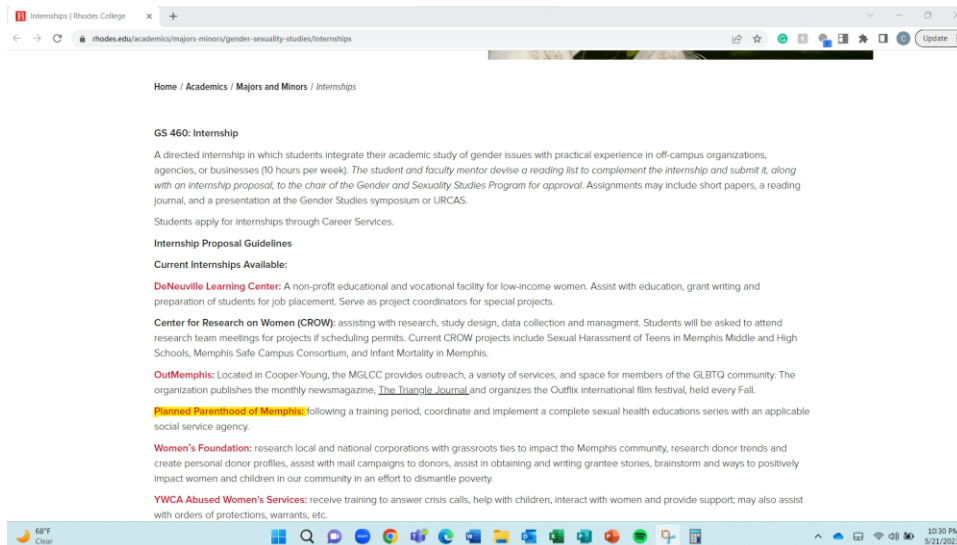 Internships | Rhodes College
rhodes.edu/academics/majors-minors/gender-sexuality-studies/internships
Update
Home / Academics / Majors and Minors / Internships
GS 460: Internship
A directed internship in which students integrate their academic study of gender issues with practical experience in off-campus organizations,
agencies, or businesses (10 hours per week). The student and faculty mentor devise a reading list to complement the internship and submit it, along
with an internship proposal, to the chair of the Gender and Sexuality Studies Program for approval. Assignments may include short papers, a reading
journal, and a presentation at the Gender Studies symposium or URCAS.
Students apply for internships through Career Services.
Internship Proposal Guidelines
Current Internships Available:
DeNeuville Learning Center: A non-profit educational and vocational facility for low-income women. Assist with education, grant writing and
preparation of students for job placement. Serve as project coordinators for special projects.
Center for Research on Women (CROW): assisting with research, study design, data collection and managment. Students will be asked to attend
research team meetings for projects if scheduling permits. Current CROW projects include Sexual Harassment of Teens in Memphis Middle and High
Schools, Memphis Safe Campus Consortium, and Infant Mortality in Memphis.
OutMemphis: Located in Cooper-Young, the MGLCC provides outreach, a variety of services, and space for members of the GLBTQ community. The
organization publishes the monthly newsmagazine, The Triangle Journal and organizes the Outflix international film festival, held every Fall.
Planned Parenthood of Memphis: following a training period, coordinate and implement a complete sexual health educations series with an applicable
social service agency.
Women's Foundation: research local and national corporations with grassroots ties to impact the Memphis community, research donor trends and
create personal donor profiles, assist with mail campaigns to donors, assist in obtaining and writing grantee stories, brainstorm and ways to positively
impact women and children in our community in an effort to dismantle poverty.
YWCA Abused Women's Services: receive training to answer crisis calls, help with children, interact with women and provide support; may also assist
with orders of protections, warrants, etc.
68°F
Clear
10:30 PM